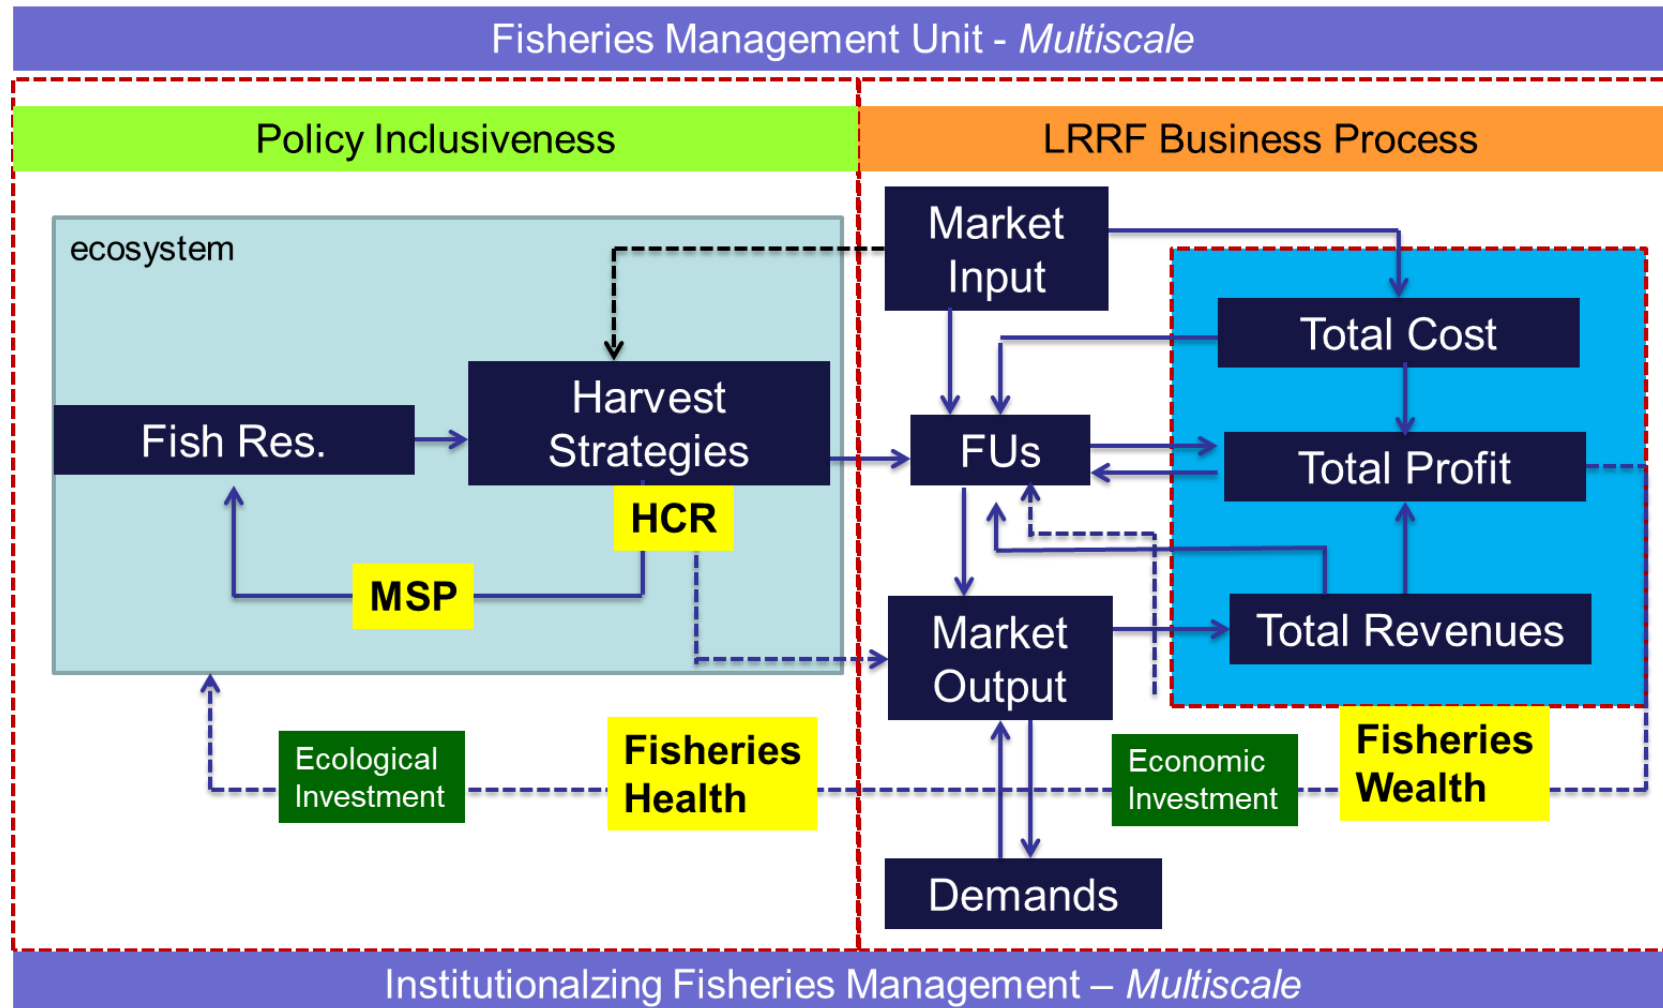 Fisheries Management Unit - Multiscale
Policy Inclusiveness
LRRF Business Process
ecosystem
Market
Input
Total Cost
Harvest
Strategies
Fish Res.
FUs
Total Profit
HCR
MSP
Market
Output
Total Revenues
Ecological
Investment
Fisheries
Health
Economic
Investment
Fisheries
Wealth
Demands
Institutionalzing Fisheries Management – Multiscale